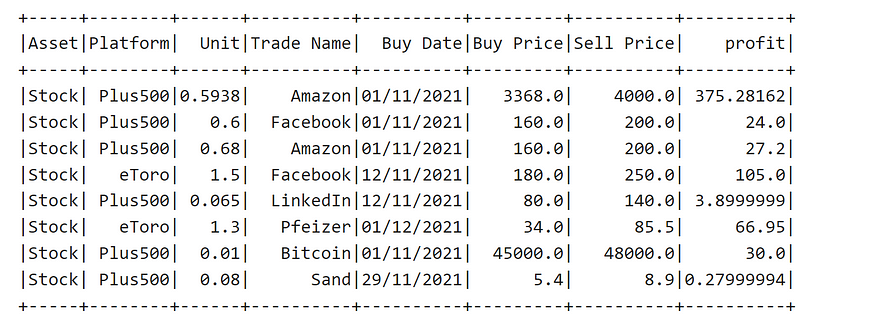 +-----+--------+------+----------+----------+---------+----------+----------+
|Asset|Platform|  Unit|Trade Name|  Buy Date|Buy Price|Sell Price|    profit|
+-----+--------+------+----------+----------+---------+----------+----------+
|Stock| Plus500|0.5938|    Amazon|01/11/2021|   3368.0|    4000.0| 375.28162|
|Stock| Plus500|   0.6|  Facebook|01/11/2021|    160.0|     200.0|      24.0|
|Stock| Plus500|  0.68|    Amazon|01/11/2021|    160.0|     200.0|      27.2|
|Stock|   eToro|   1.5|  Facebook|12/11/2021|    180.0|     250.0|     105.0|
|Stock| Plus500| 0.065|  LinkedIn|12/11/2021|     80.0|     140.0| 3.8999999|
|Stock|   eToro|   1.3|   Pfeizer|01/12/2021|     34.0|      85.5|     66.95|
|Stock| Plus500|  0.01|   Bitcoin|01/11/2021|  45000.0|   48000.0|      30.0|
|Stock| Plus500|  0.08|      Sand|29/11/2021|      5.4|       8.9|0.27999994|
+-----+--------+------+----------+----------+---------+----------+----------+